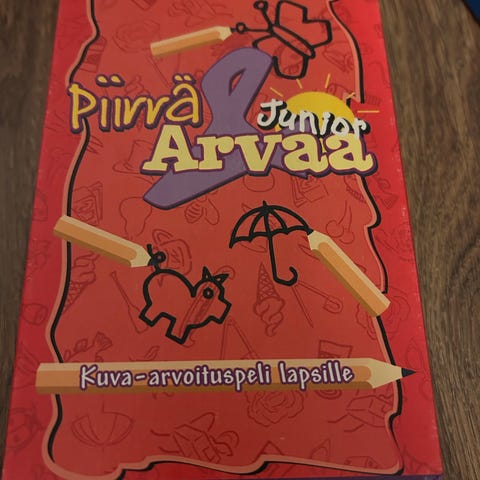 Piirrä
&
Junior
Arvaa
Kuva-arvoituspeli lapsille